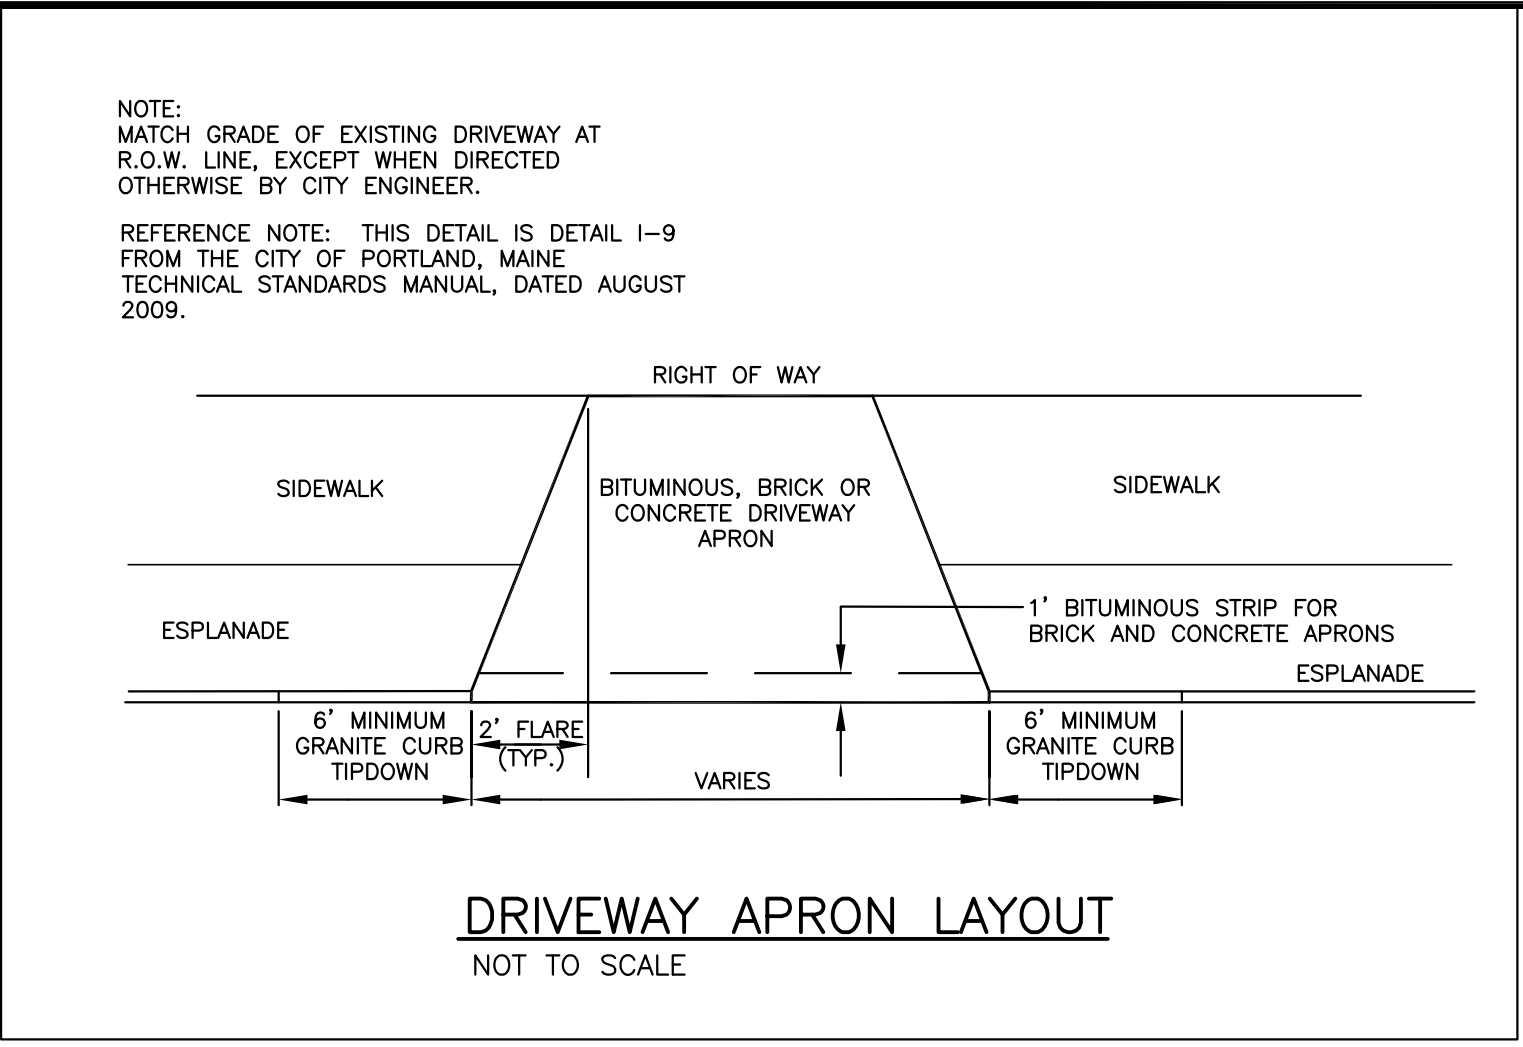 NOTE:
MATCH GRADE OF EXISTING DRIVEWAY AT
R.O.W. LINE, EXCEPT WHEN DIRECTED
OTHERWISE BY CITY ENGINEER.
REFERENCE NOTE: THIS DETAIL IS DETAIL I-9
FROM THE CITY OF PORTLAND, MAINE
TECHNICAL STANDARDS MANUAL, DATED AUGUST
2009.
RIGHT OF WAY
SIDEWALK
BITUMINOUS, BRICK OR
CONCRETE DRIVEWAY
APRON
SIDEWALK
ESPLANADE
1' BITUMINOUS STRIP FOR
BRICK AND CONCRETE APRONS
ESPLANADE
6' MINIMUM
GRANITE CURB
TIPDOWN
2' FLARE
(TYP.)
VARIES
6' MINIMUM
GRANITE CURB
TIPDOWN
DRIVEWAY APRON LAYOUT
NOT TO SCALE